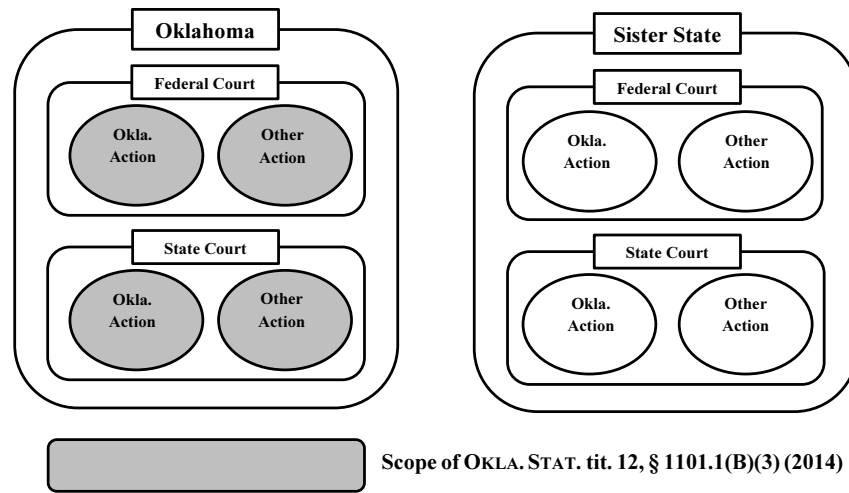 Oklahoma
Federal Court
Okla.
Action
Other
Action
State Court
Okla.
Action
Other
Action
Sister State
Federal Court
Okla.
Action
Other
Action
State Court
Okla.
Action
Other
Action
Scope of OKLA. STAT. tit. 12, § 1101.1(B)(3) (2014)